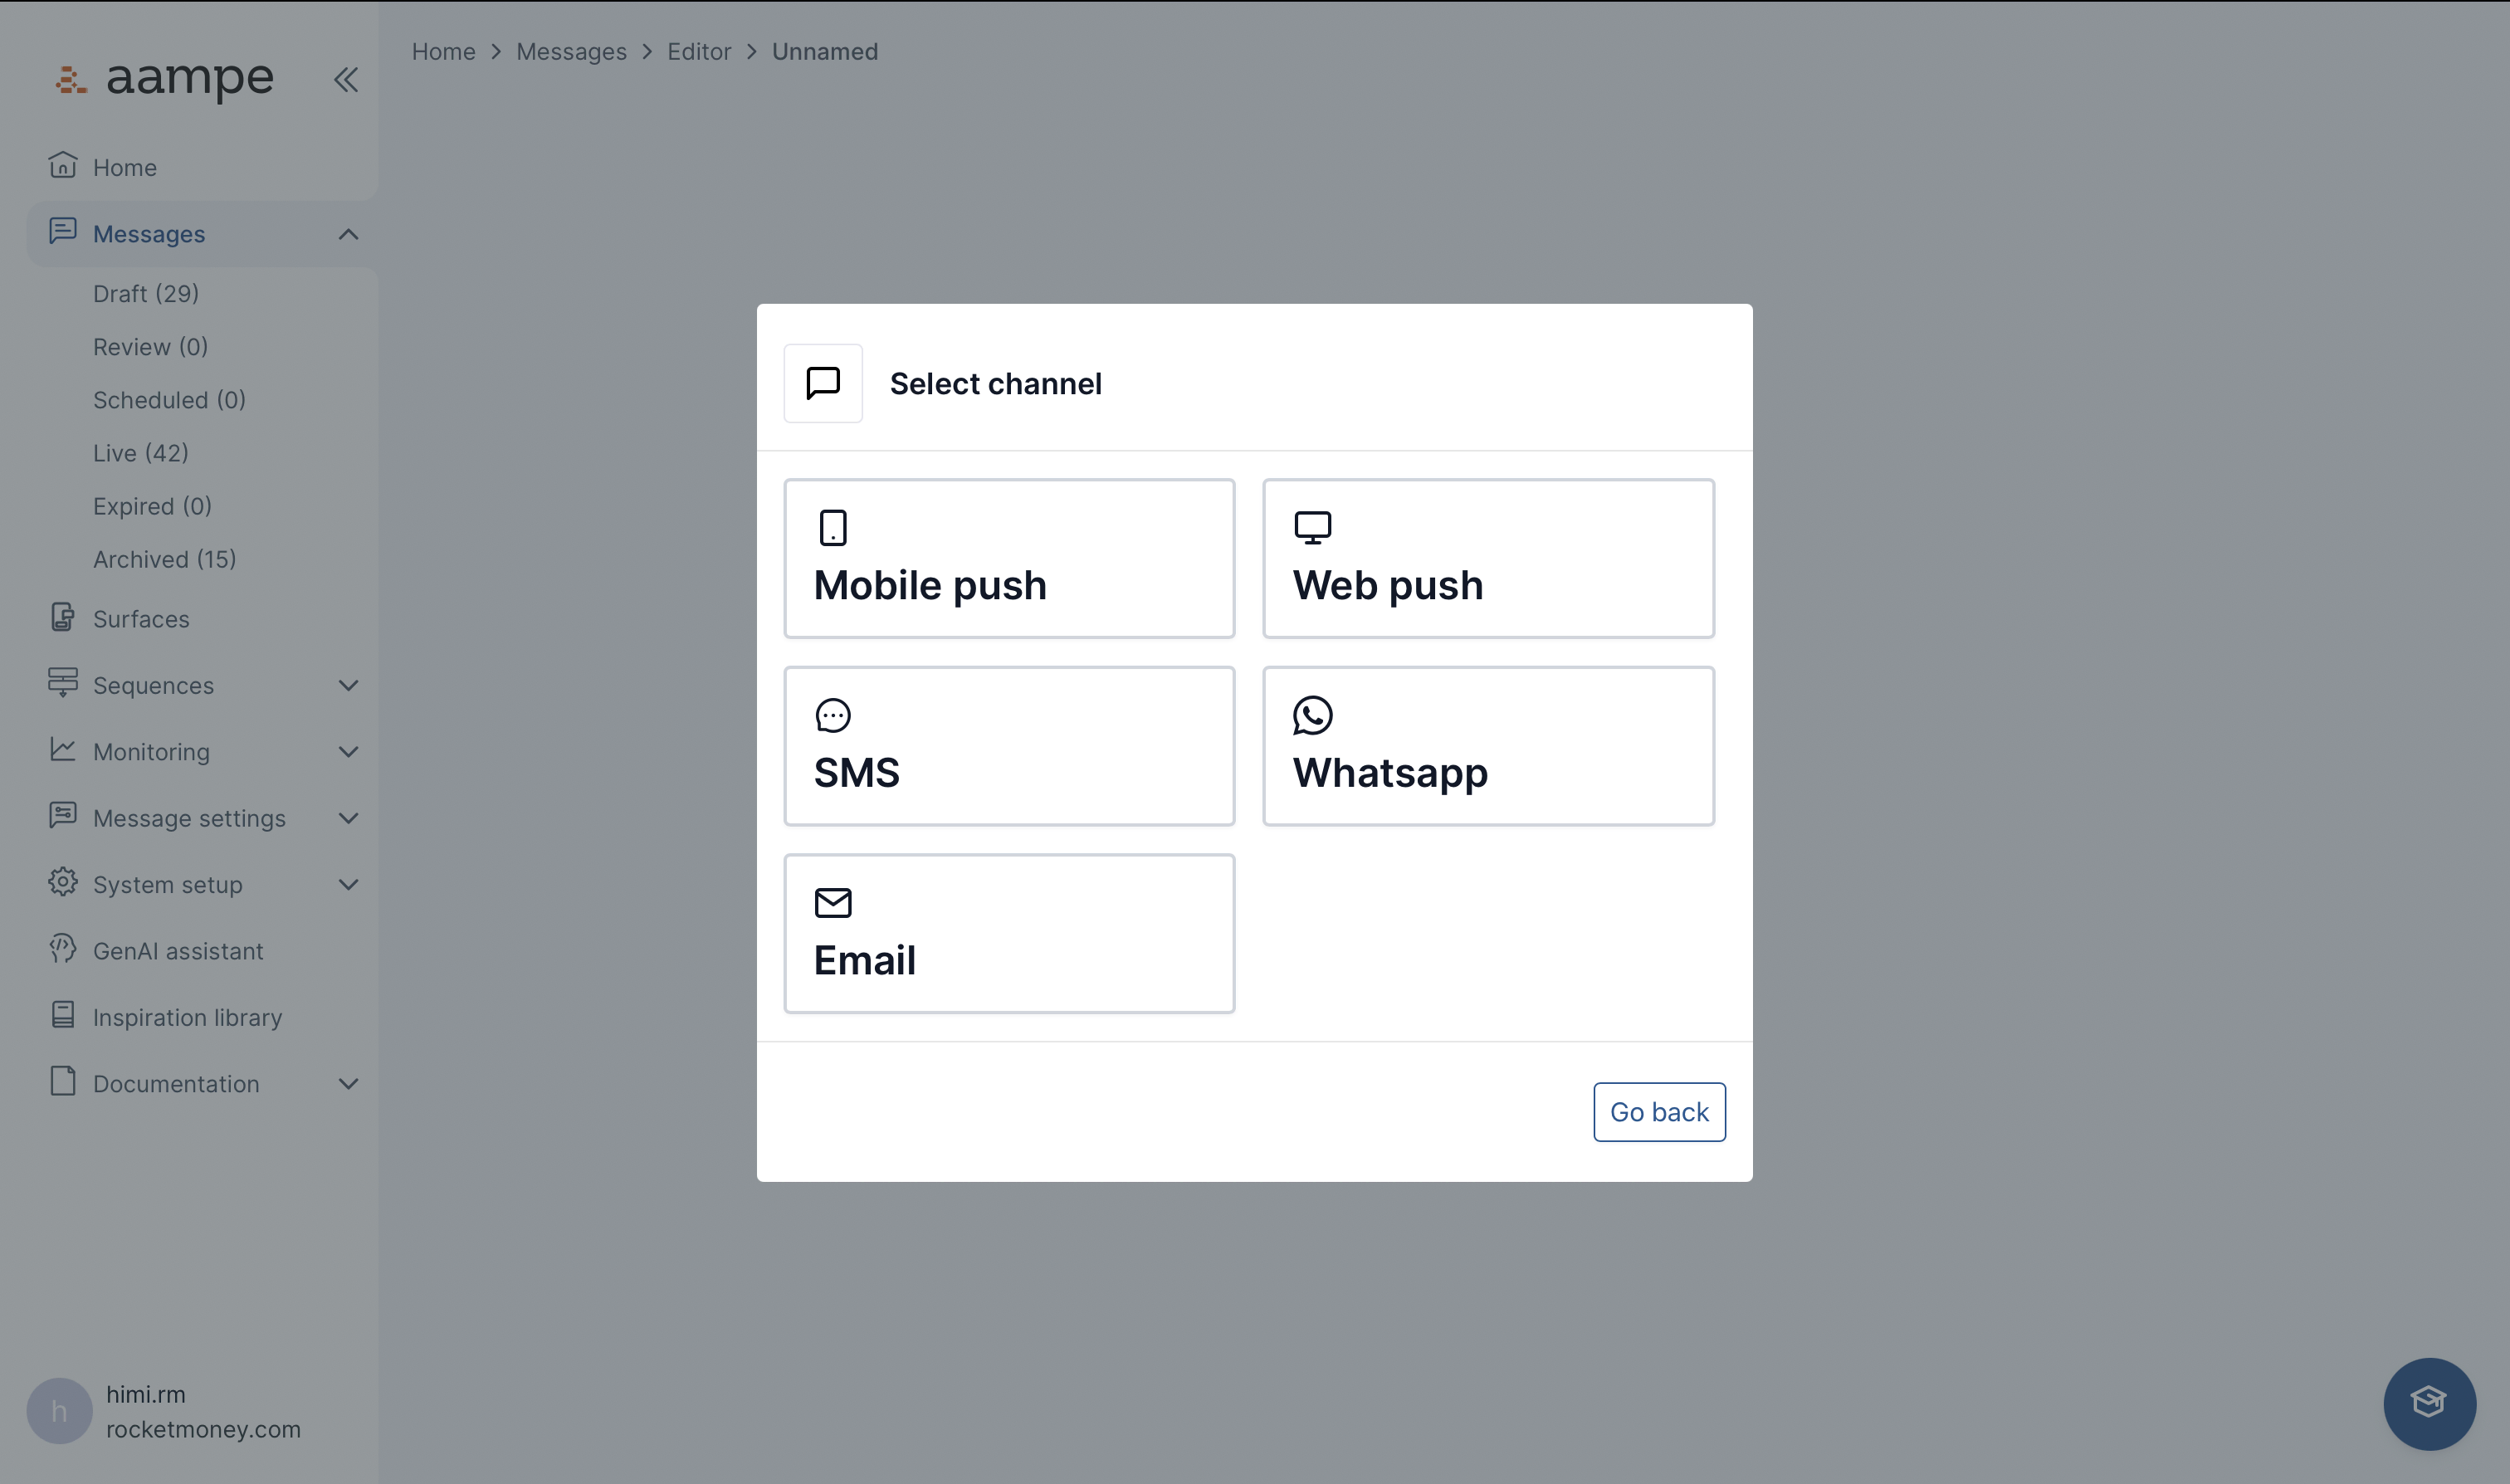 aampe
Home > Messages > Editor > Unnamed
Home
Messages
Draft (29)
Review (0)
Scheduled (0)
Live (42)
Expired (0)
Archived (15)
Surfaces
Sequences
Monitoring
Message settings
System setup
GenAI assistant
Inspiration library
Documentation
h
himi.rm
rocketmoney.com
Select channel
Mobile push
Web push
SMS
Whatsapp
Email
Go back